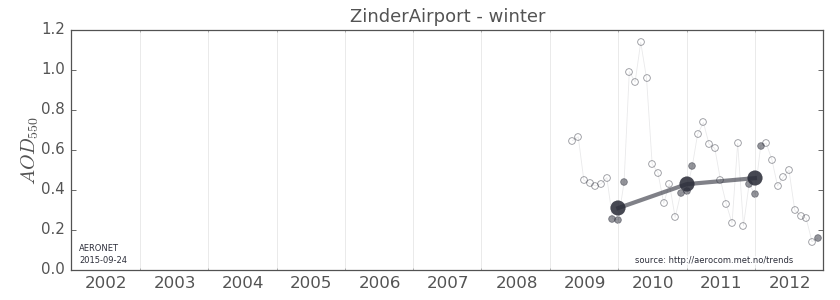 ZinderAirport - winter
1.2
1.0
0.8
0.6
0.4
0.2
0.0
AOD550
AERONET
2015-09-24
source: http://aerocom.met.no/trends
2002 2003 2004 2005 2006 2007 2008 2009 2010 2011 2012